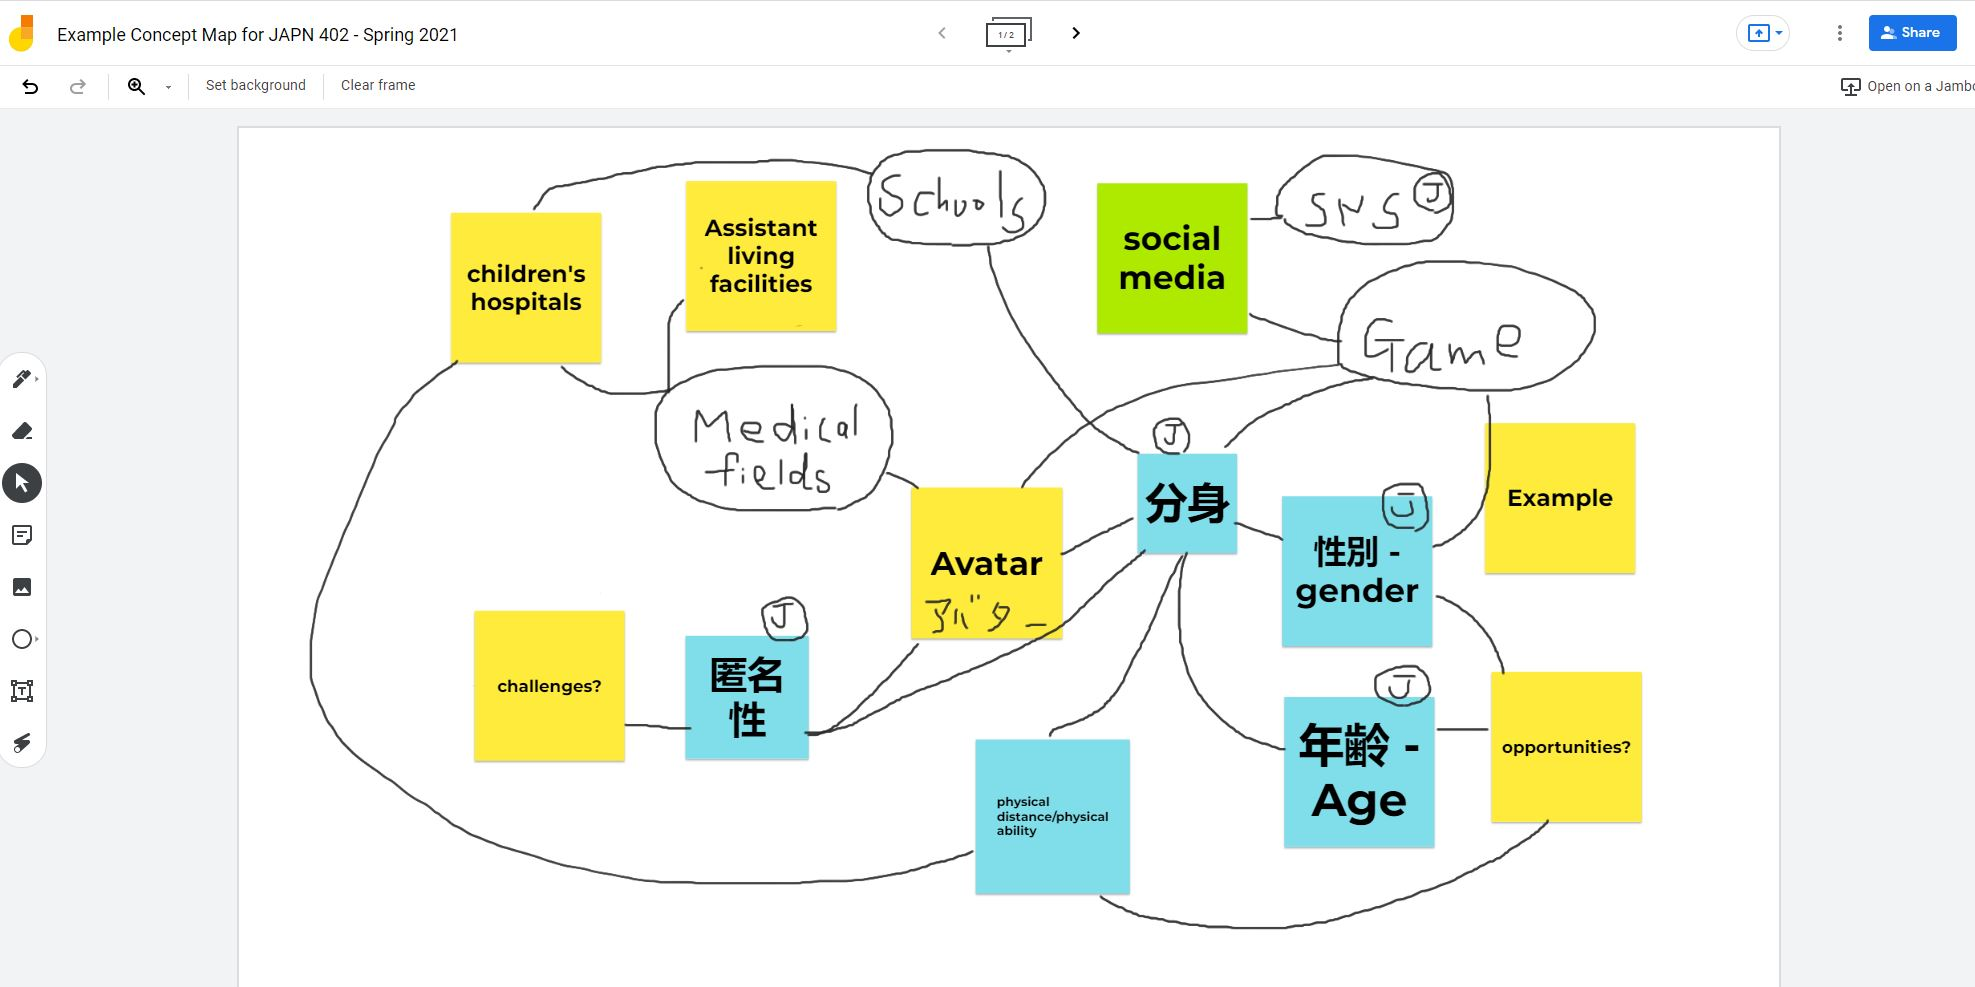 Example Concept Map for JAPN 402 - Spring 2021
1 / 2
Share
Set background
Clear frame
Open on a Jambo
Schools
SNS J
Assistant
living
facilities
children's
hospitals
social
media
Game
Medical
fields
J
分身
Example
J
性別 -
gender
Avatar
アバター
J
匿名
性
challenges?
J
年齢 -
Age
opportunities?
physical
distance/physical
ability